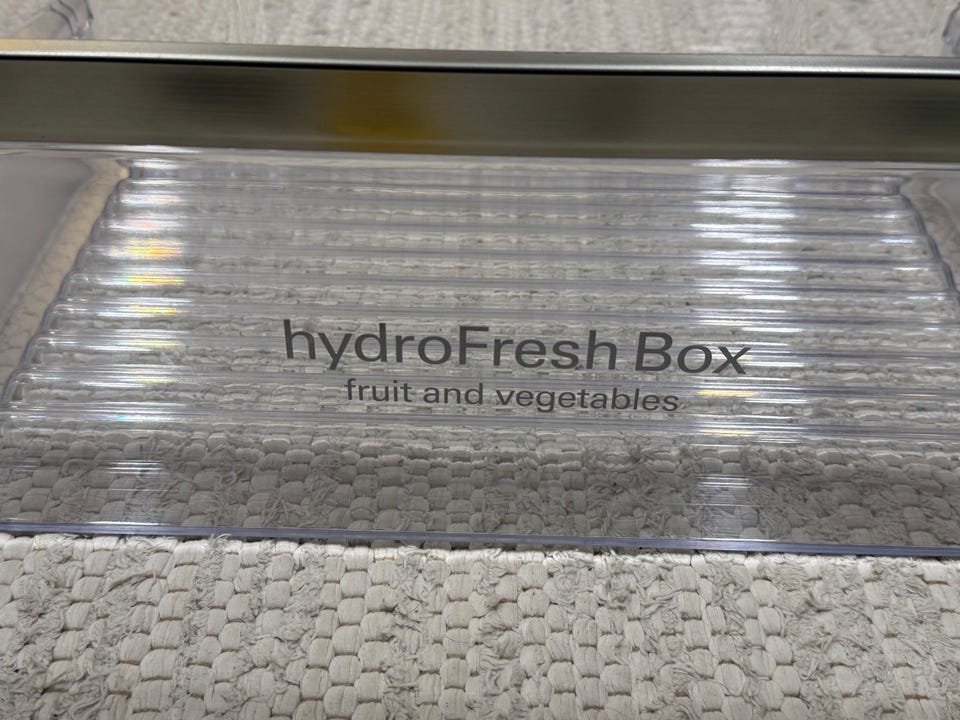 hydroFresh Box
fruit and vegetables